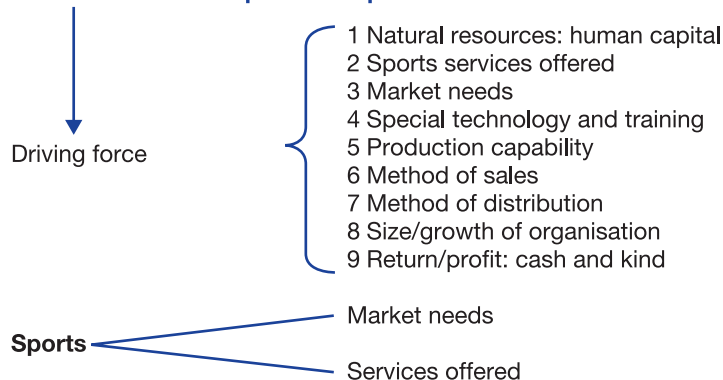 1 Natural resources: human capital
2 Sports services offered
3 Market needs
4 Special technology and training
Driving force
5 Production capability
6 Method of sales
7 Method of distribution
8 Size/growth of organisation
9 Return/profit: cash and kind
Market needs
Sports
Services offered